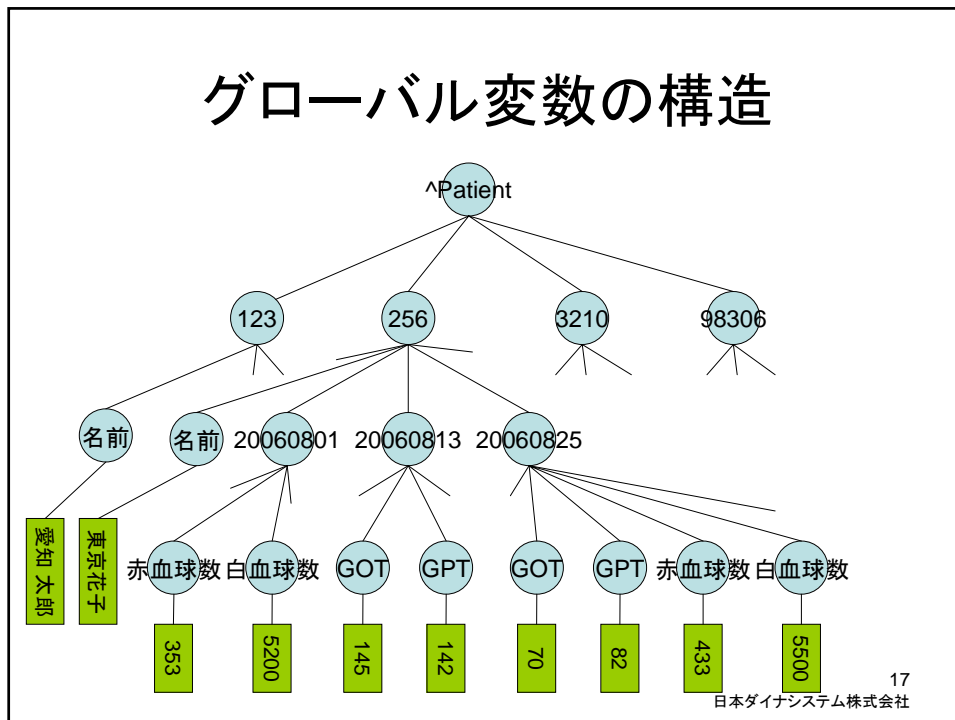 グローバル変数の構造
^Patient
123 256 3210 98306
名前 名前 20060801 20060813 20060825
愛知 太郎
東京花子
赤血球数 白血球数 GOT GPT GOT GPT 赤血球数 白血球数
353 5200 145 142 70 82 433 5500
17
日本ダイナシステム株式会社